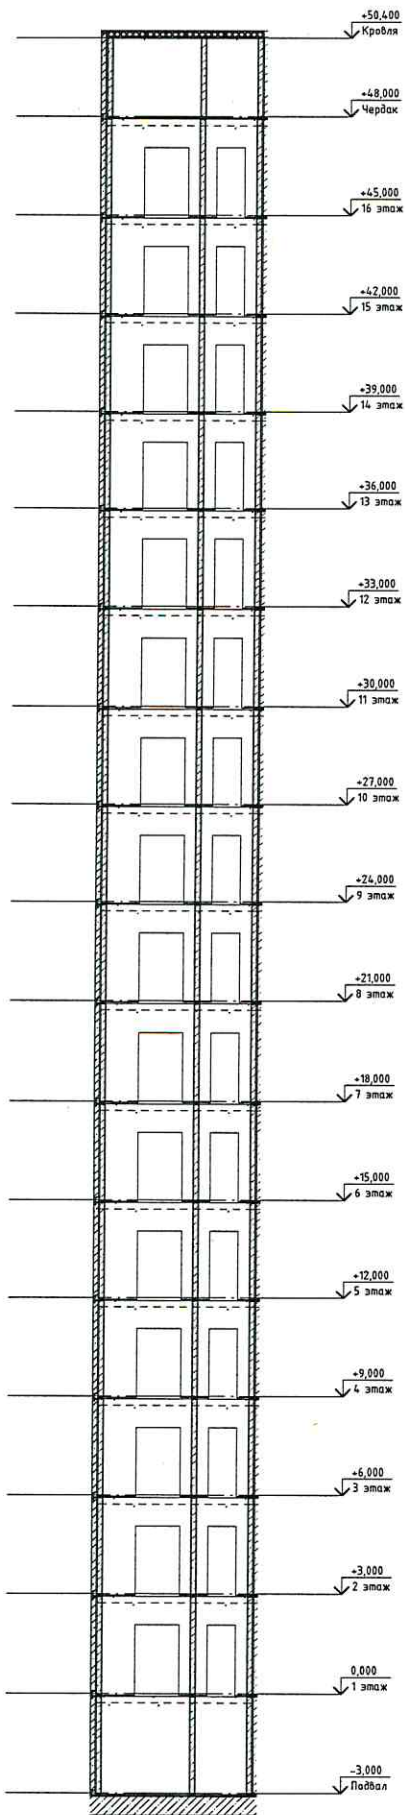 +50,400
Кровля
+48,000
Чердак
+45,000
16 этаж
+42,000
15 этаж
+39,000
14 этаж
+36,000
13 этаж
+33,000
12 этаж
+30,000
11 этаж
+27,000
10 этаж
+24,000
9 этаж
+21,000
8 этаж
+18,000
7 этаж
+15,000
6 этаж
+12,000
5 этаж
+9,000
4 этаж
+6,000
3 этаж
+3,000
2 этаж
0,000
1 этаж
-3,000
Подвал